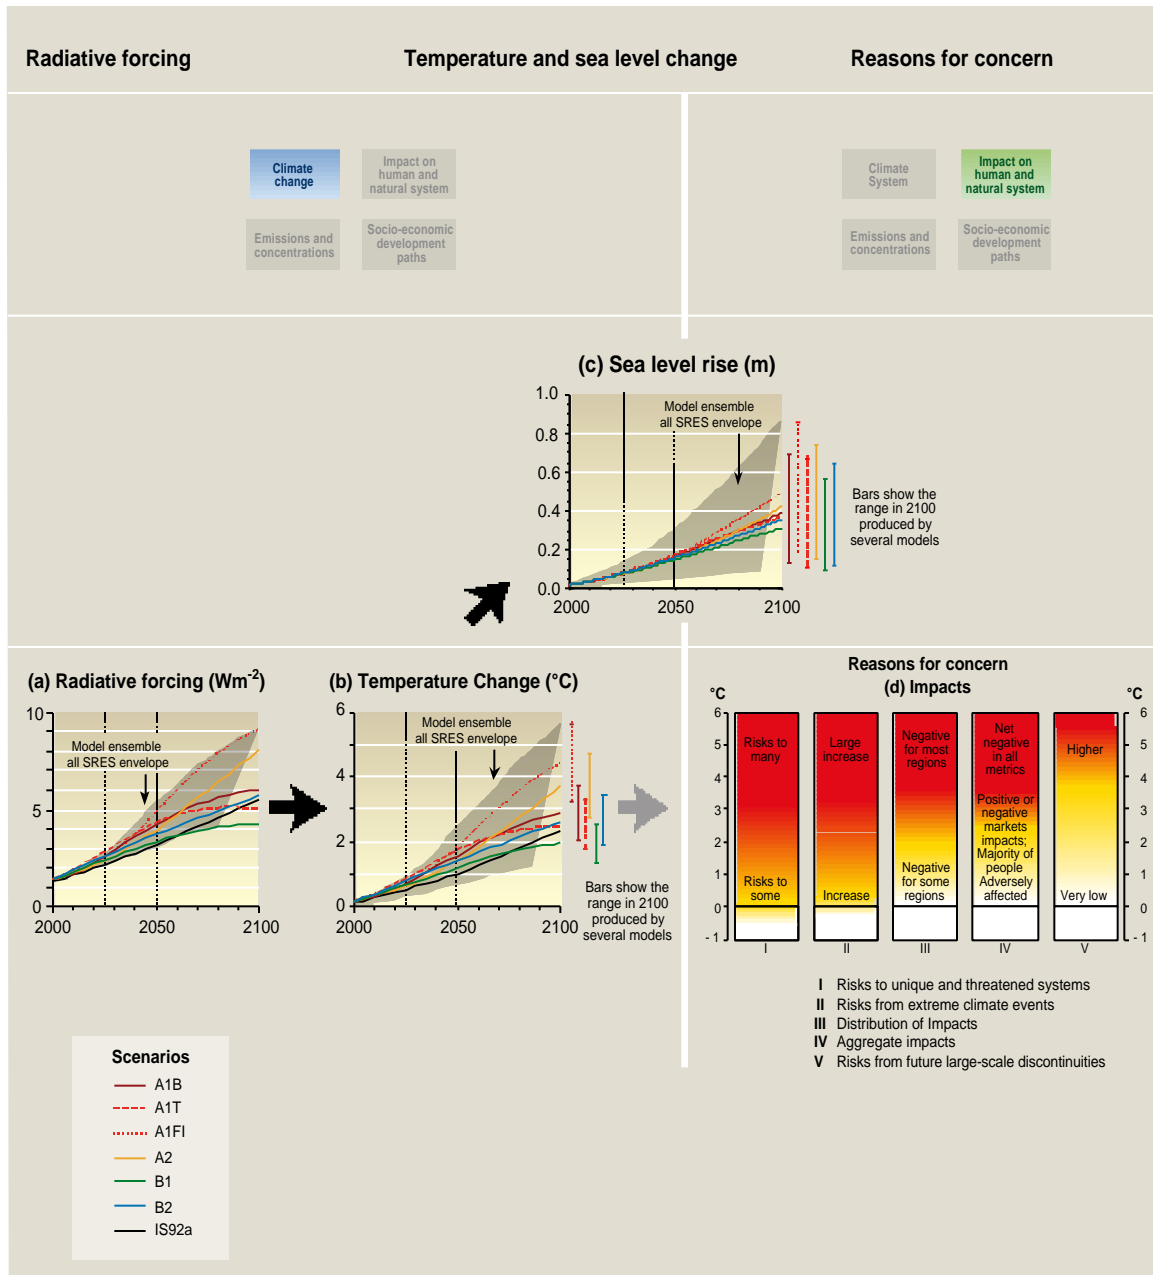 Radiative forcing
Temperature and sea level change
Reasons for concern
Climate
change
Impact on
human and
natural system
Emissions and
concentrations
Socio-economic
development
paths
Climate
System
Impact on
human and
natural system
Emissions and
concentrations
Socio-economic
development
paths
(c) Sea level rise (m)
1.0
0.8
0.6
0.4
0.2
0.0
Model ensemble
all SRES envelope
2000
2050
2100
Bars show the
range in 2100
produced by
several models
(a) Radiative forcing (Wm-2)
10
5
0
Model ensemble
all SRES envelope
2000
2050
2100
(b) Temperature Change (°C)
6
4
2
0
Model ensemble
all SRES envelope
2000
2050
2100
Bars show the
range in 2100
produced by
several models
Reasons for concern
(d) Impacts
°C
°C
6
5
4
3
2
1
0
- 1
Risks to
many
Risks to
some
Large
increase
Increase
Negative
for most
regions
Negative
for some
regions
Net
negative
in all
metrics
Positive or
negative
markets
impacts;
Majority of
people
Adversely
affected
Higher
Very low
6
5
4
3
2
1
0
- 1
I
II
III
IV
V
I Risks to unique and threatened systems
II Risks from extreme climate events
III Distribution of Impacts
IV Aggregate impacts
V Risks from future large-scale discontinuities
Scenarios
A1B
A1T
A1FI
A2
B1
B2
IS92a